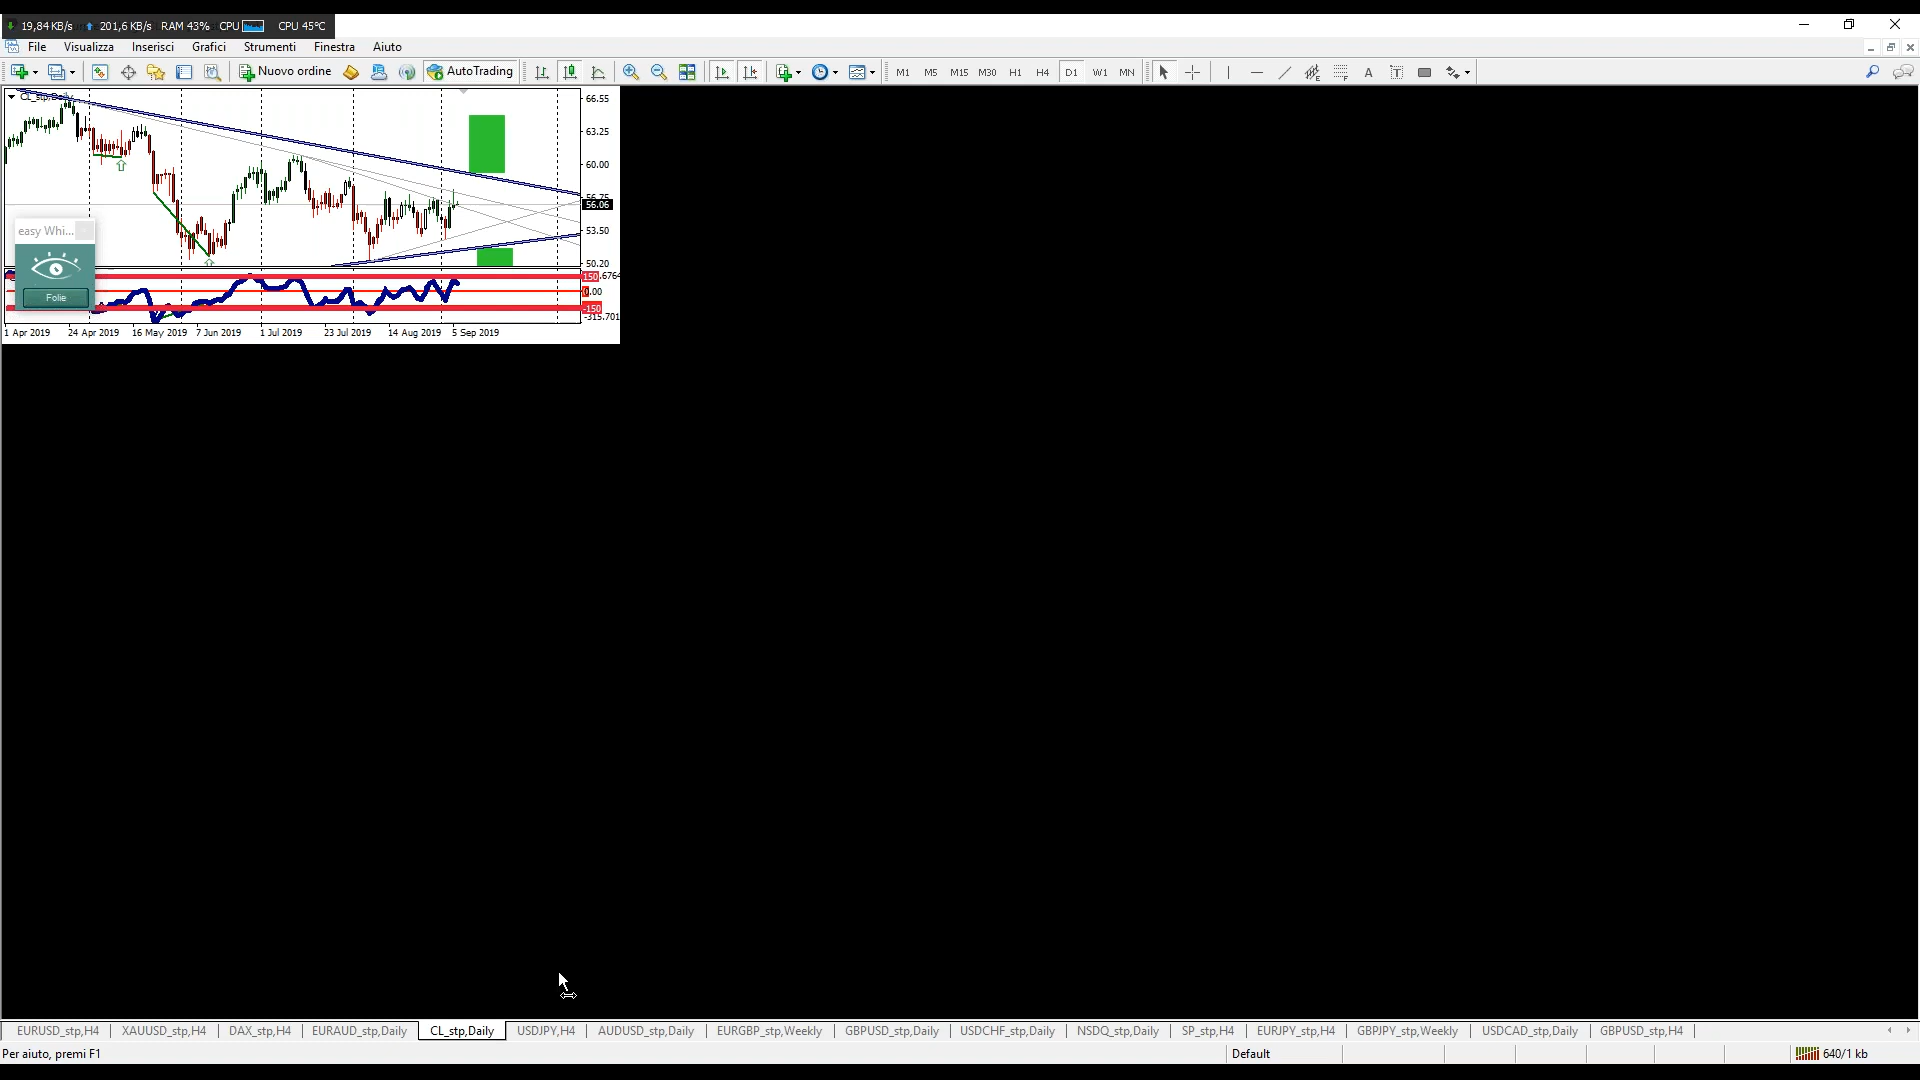 19,84 KB/s 201,6 KB/s RAM 43% CPU CPU 45°C
File Visualizza Inserisci Grafici Strumenti Finestra Aiuto
Nuovo ordine AutoTrading M1 M5 M15 M30 H1 H4 D1 W1 MN A T
CL_stp,Daily
66.55
63.25
60.00
56.75
56.06
53.50
50.20
easy Whi...
Folie
150
0.00
-150
-315.701
1 Apr 2019 24 Apr 2019 16 May 2019 7 Jun 2019 1 Jul 2019 23 Jul 2019 14 Aug 2019 5 Sep 2019
EURUSD_stp,H4 XAUUSD_stp,H4 DAX_stp,H4 EURAUD_stp,Daily CL_stp,Daily USDJPY,H4 AUDUSD_stp,Daily EURGBP_stp,Weekly GBPUSD_stp,Daily USDCHF_stp,Daily NSDQ_stp,Daily SP_stp,H4 EURJPY_stp,H4 GBPJPY_stp,Weekly USDCAD_stp,Daily GBPUSD_stp,H4
Per aiuto, premi F1 Default 640/1 kb